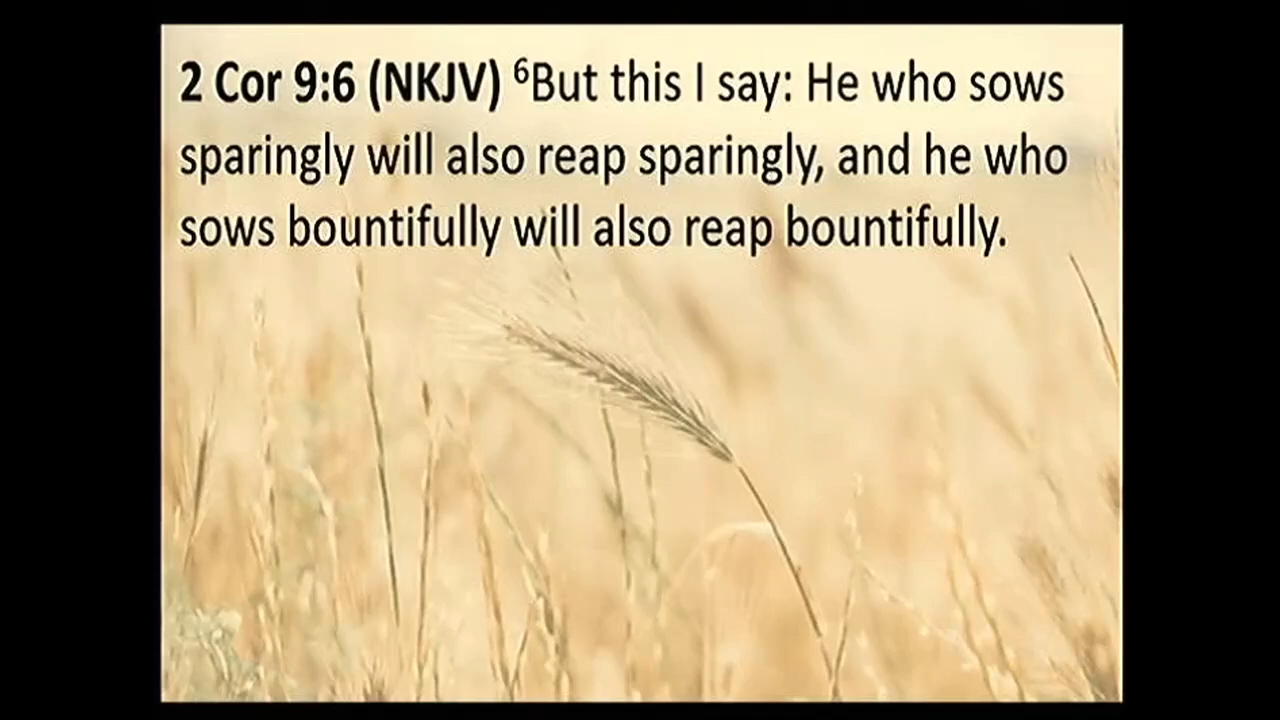 2 Cor 9:6 (NKJV) ⁶But this I say: He who sows
sparingly will also reap sparingly, and he who
sows bountifully will also reap bountifully.